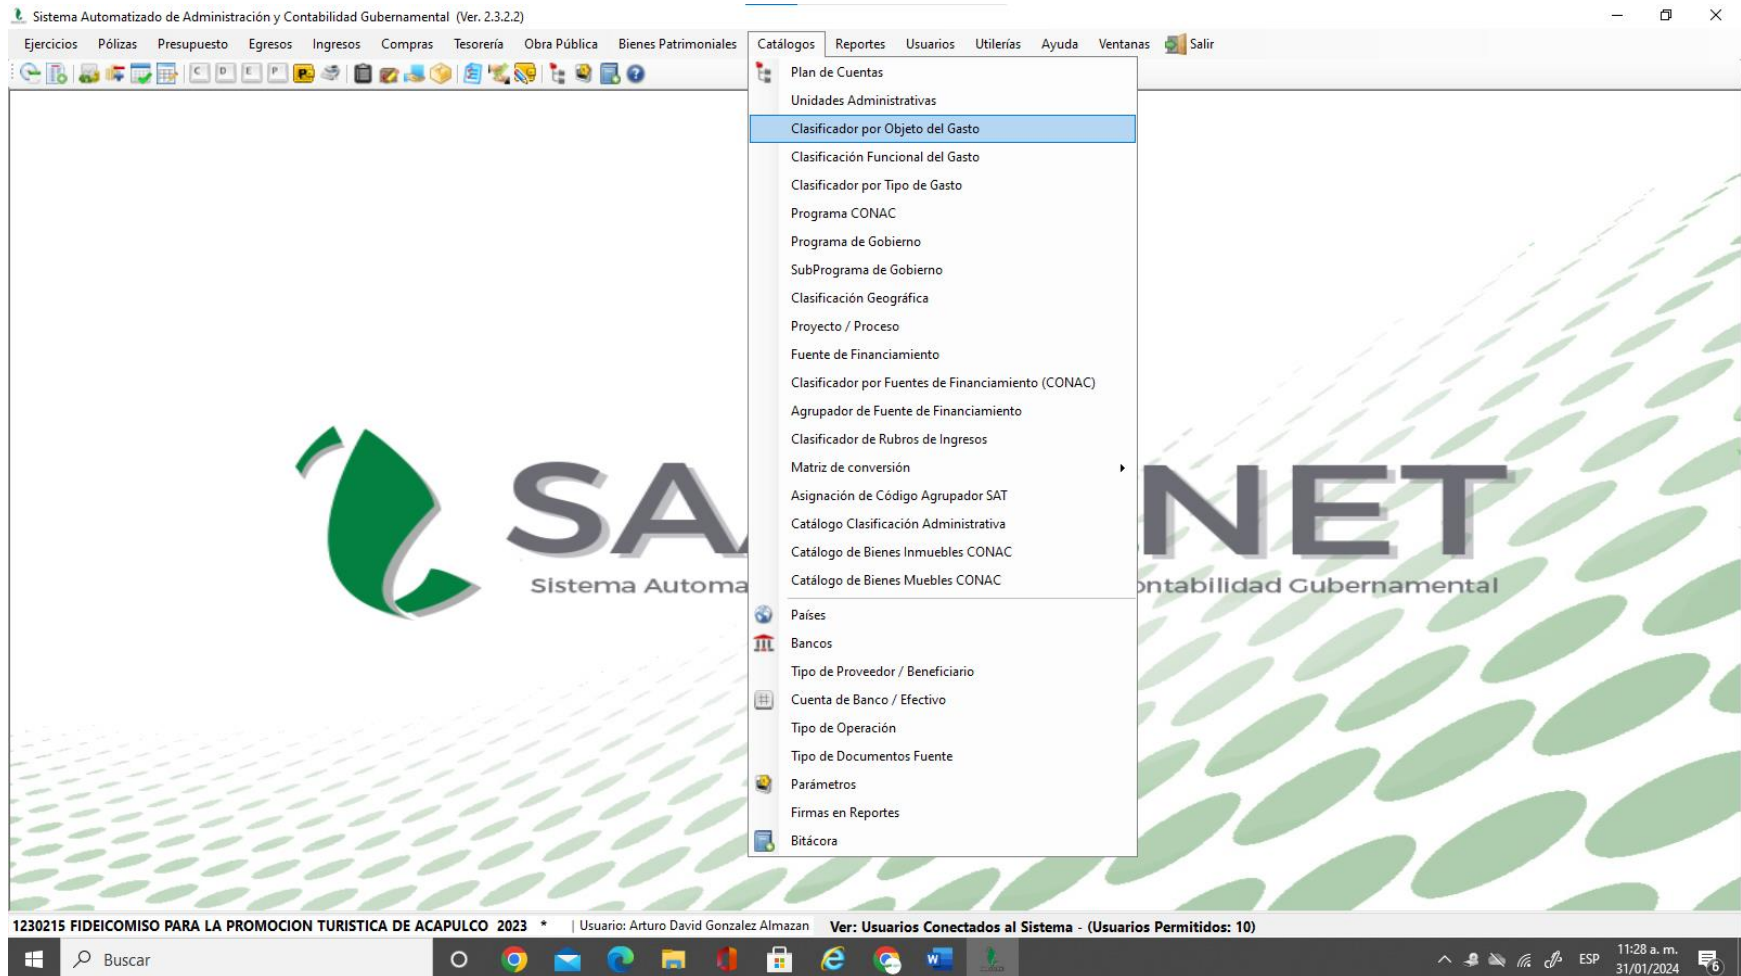 Sistema Automatizado de Administración y Contabilidad Gubernamental (Ver. 2.3.2.2)
Ejercicios Pólizas Presupuesto Egresos Ingresos Compras Tesorería Obra Pública Bienes Patrimoniales Catálogos Reportes Usuarios Utilerías Ayuda Ventanas Salir
C D E P
Plan de Cuentas
Unidades Administrativas
Clasificador por Objeto del Gasto
Clasificación Funcional del Gasto
Clasificador por Tipo de Gasto
Programa CONAC
Programa de Gobierno
SubPrograma de Gobierno
Clasificación Geográfica
Proyecto / Proceso
Fuente de Financiamiento
Clasificador por Fuentes de Financiamiento (CONAC)
Agrupador de Fuente de Financiamiento
Clasificador de Rubros de Ingresos
Matriz de conversión
Asignación de Código Agrupador SAT
Catálogo Clasificación Administrativa
Catálogo de Bienes Inmuebles CONAC
Catálogo de Bienes Muebles CONAC
Países
Bancos
Tipo de Proveedor / Beneficiario
Cuenta de Banco / Efectivo
Tipo de Operación
Tipo de Documentos Fuente
Parámetros
Firmas en Reportes
Bitácora
SA NET
Sistema Automa ontabilidad Gubernamental
1230215 FIDEICOMISO PARA LA PROMOCION TURISTICA DE ACAPULCO 2023 * | Usuario: Arturo David Gonzalez Almazan Ver: Usuarios Conectados al Sistema - (Usuarios Permitidos: 10)
Buscar
ESP
11:28 a. m.
31/01/2024
6